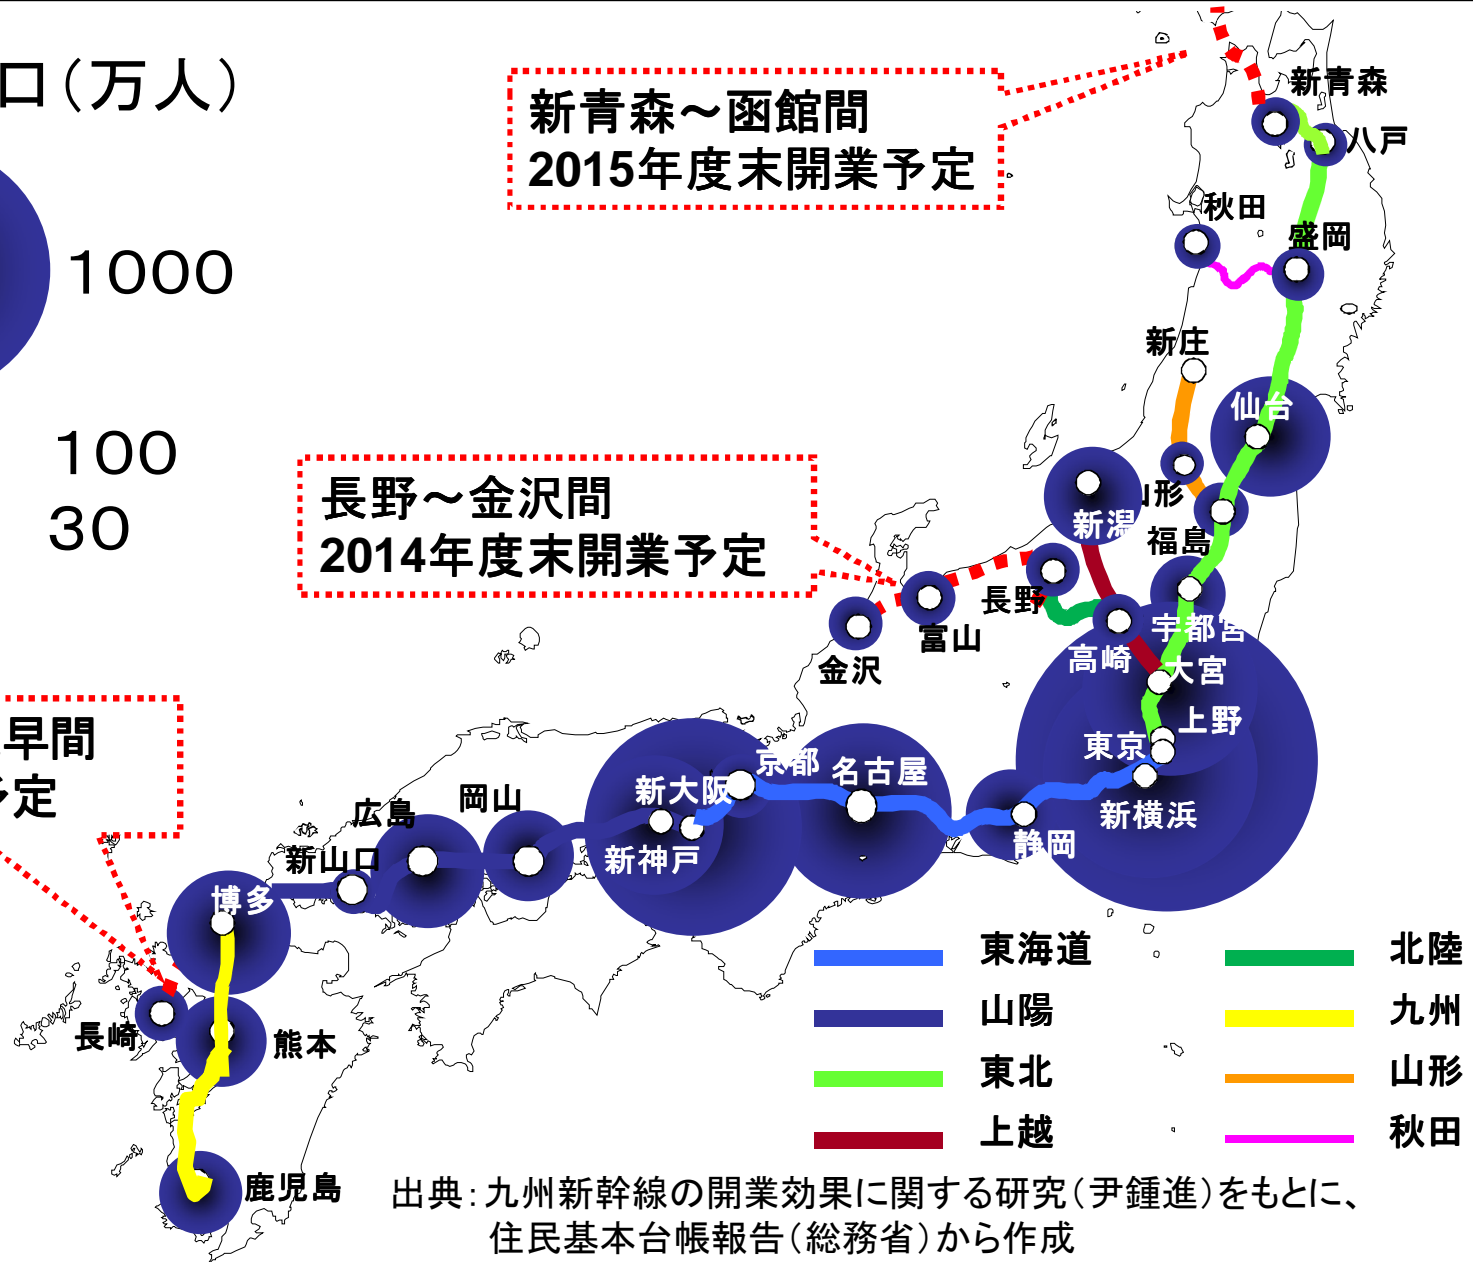 口（万人）
1000
100
30
新青森～函館間
2015年度末開業予定
長野～金沢間
2014年度末開業予定
早間
予定
新青森
八戸
秋田
盛岡
新庄
仙台
山形
新潟
福島
長野
富山
金沢
高崎
宇都宮
大宮
上野
東京
新横浜
静岡
名古屋
京都
新大阪
新神戸
岡山
広島
新山口
博多
長崎
熊本
鹿児島
東海道
山陽
東北
上越
北陸
九州
山形
秋田
出典：九州新幹線の開業効果に関する研究（尹鍾進）をもとに、
住民基本台帳報告（総務省）から作成